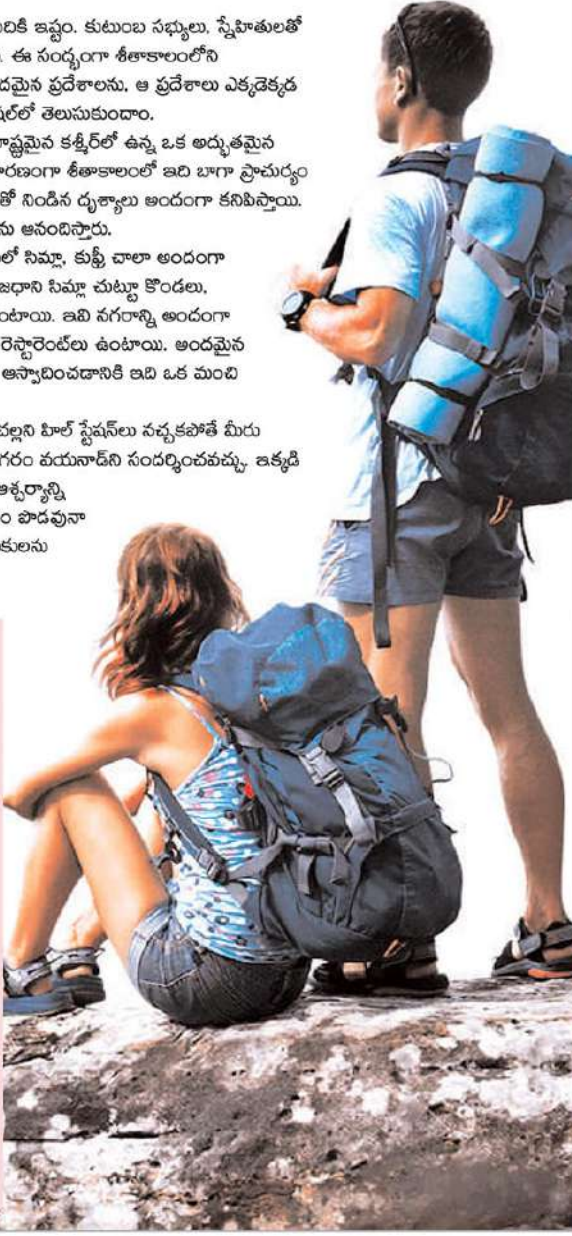 దికి ఇష్టం. కుటుంబ సభ్యులు, స్నేహితులతో
. ఈ సందర్భంగా శీతాకాలంలోని
దమైన ప్రదేశాలను, ఆ ప్రదేశాలు ఎక్కడెక్కడ
షల్‌లో తెలుసుకుందాం.
రాష్ట్రమైన కశ్మీర్‌లో ఉన్న ఒక అద్భుతమైన
ధారణంగా శీతాకాలంలో ఇది బాగా ప్రాచుర్యం
తో నిండిన దృశ్యాలు అందంగా కనిపిస్తాయి.
ను ఆనందిస్తారు.
లో సిమ్లా, కుఫ్రీ చాలా అందంగా
జధాని సిమ్లా చుట్టూ కొండలు,
ంటాయి. ఇవి నగరాన్ని అందంగా
రెస్టారెంట్‌లు ఉంటాయి. అందమైన
ఆస్వాదించడానికి ఇది ఒక మంచి
చల్లని హిల్ స్టేషన్‌లు నచ్చకపోతే మీరు
గరం వయనాడ్‌ని సందర్శించవచ్చు. ఇక్కడి
ఆశ్చర్యాన్ని
ం పొడవునా
కులను